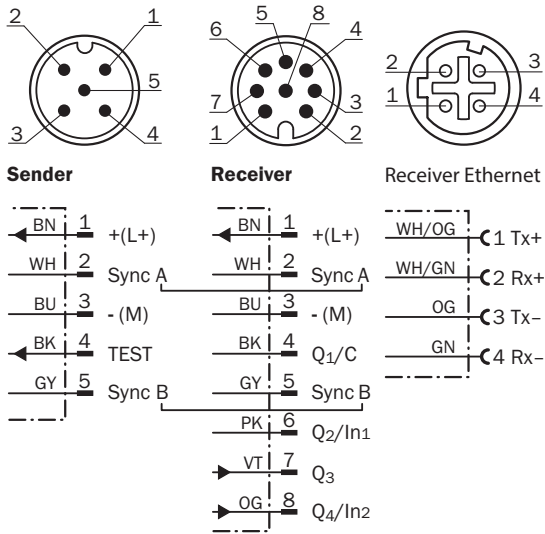 2 1
5
3 4
5 8
6 4
7 3
1 2
2 3
1 4
Sender
BN 1 +(L+)
WH 2 Sync A
BU 3 - (M)
BK 4 TEST
GY 5 Sync B
Receiver
BN 1 +(L+)
WH 2 Sync A
BU 3 - (M)
BK 4 Q1/C
GY 5 Sync B
PK 6 Q2/In1
VT 7 Q3
OG 8 Q4/In2
Receiver Ethernet
WH/OG 1 Tx+
WH/GN 2 Rx+
OG 3 Tx–
GN 4 Rx–